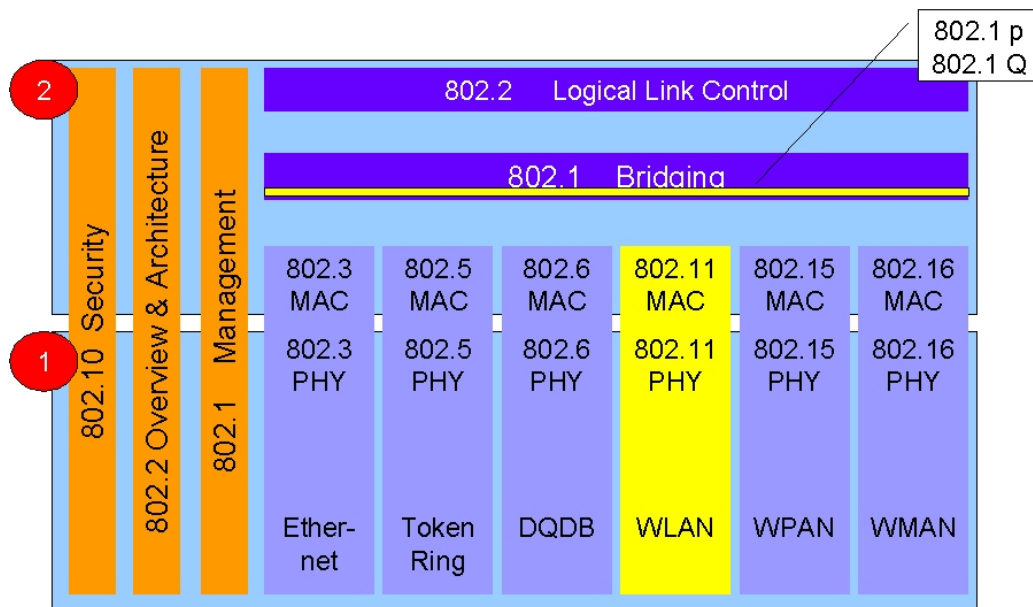 802.1 p
802.1 Q
2
802.2 Logical Link Control
802.1 Bridging
802.10 Security
802.2 Overview & Architecture
802.1 Management
802.3
MAC
802.5
MAC
802.6
MAC
802.11
MAC
802.15
MAC
802.16
MAC
1
802.3
PHY
802.5
PHY
802.6
PHY
802.11
PHY
802.15
PHY
802.16
PHY
Ether-
net
Token
Ring
DQDB
WLAN
WPAN
WMAN